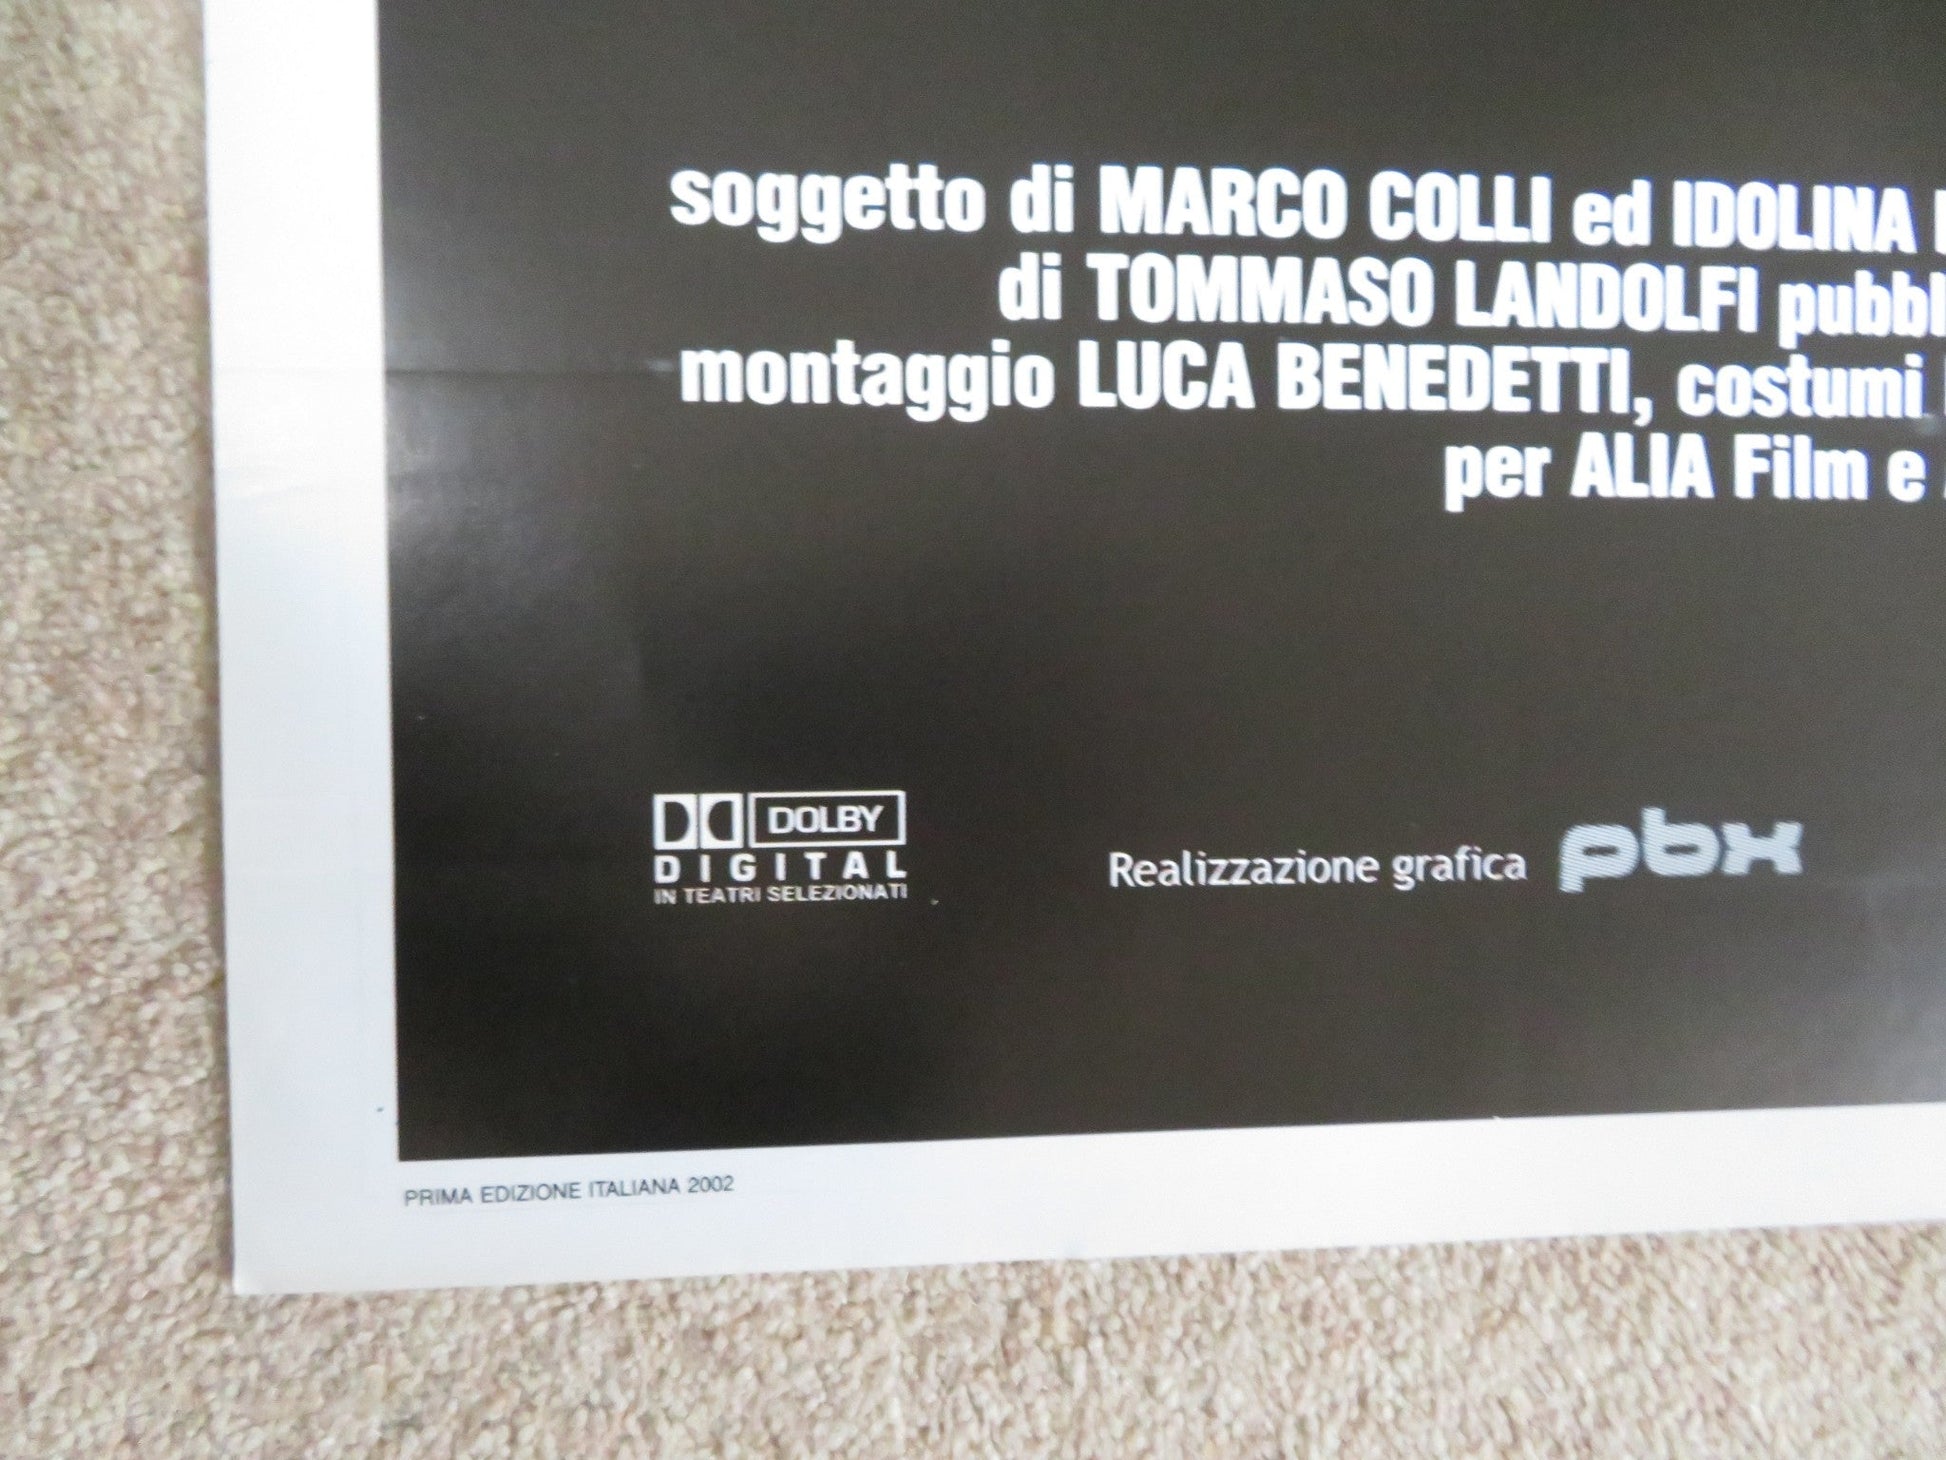 soggetto di MARCO COLLI ed IDOLINA
di TOMMASO LANDOLFI pubbl
montaggio LUCA BENEDETTI, costumi
per ALIA Film e
DOLBY
DIGITAL
IN TEATRI SELEZIONATI
Realizzazione grafica pbx
PRIMA EDIZIONE ITALIANA 2002